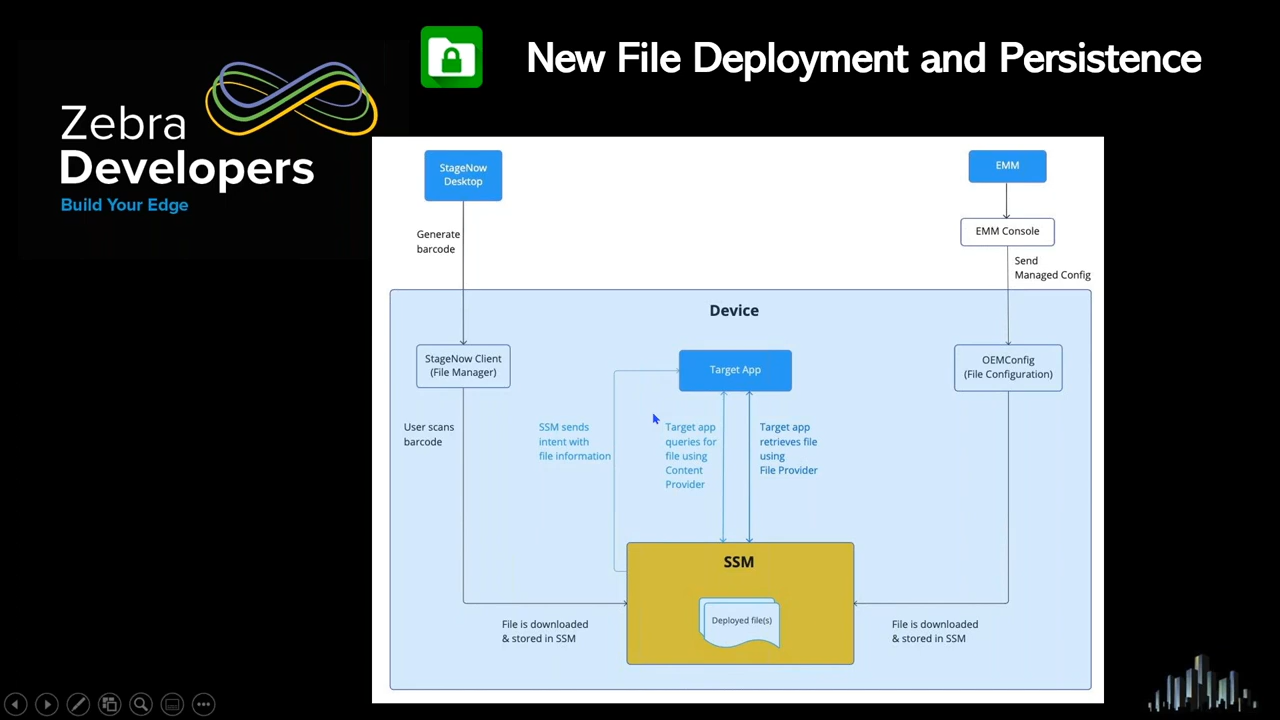 New File Deployment and Persistence
Zebra
Developers
Build Your Edge
StageNow
Desktop
EMM
EMM Console
Generate
barcode
Send
Managed Config
Device
StageNow Client
(File Manager)
Target App
OEMConfig
(File Configuration)
User scans
barcode
SSM sends
intent with
file information
Target app
queries for
file using
Content
Provider
Target app
retrieves file
using
File Provider
SSM
Deployed file(s)
File is downloaded
& stored in SSM
File is downloaded
& stored in SSM